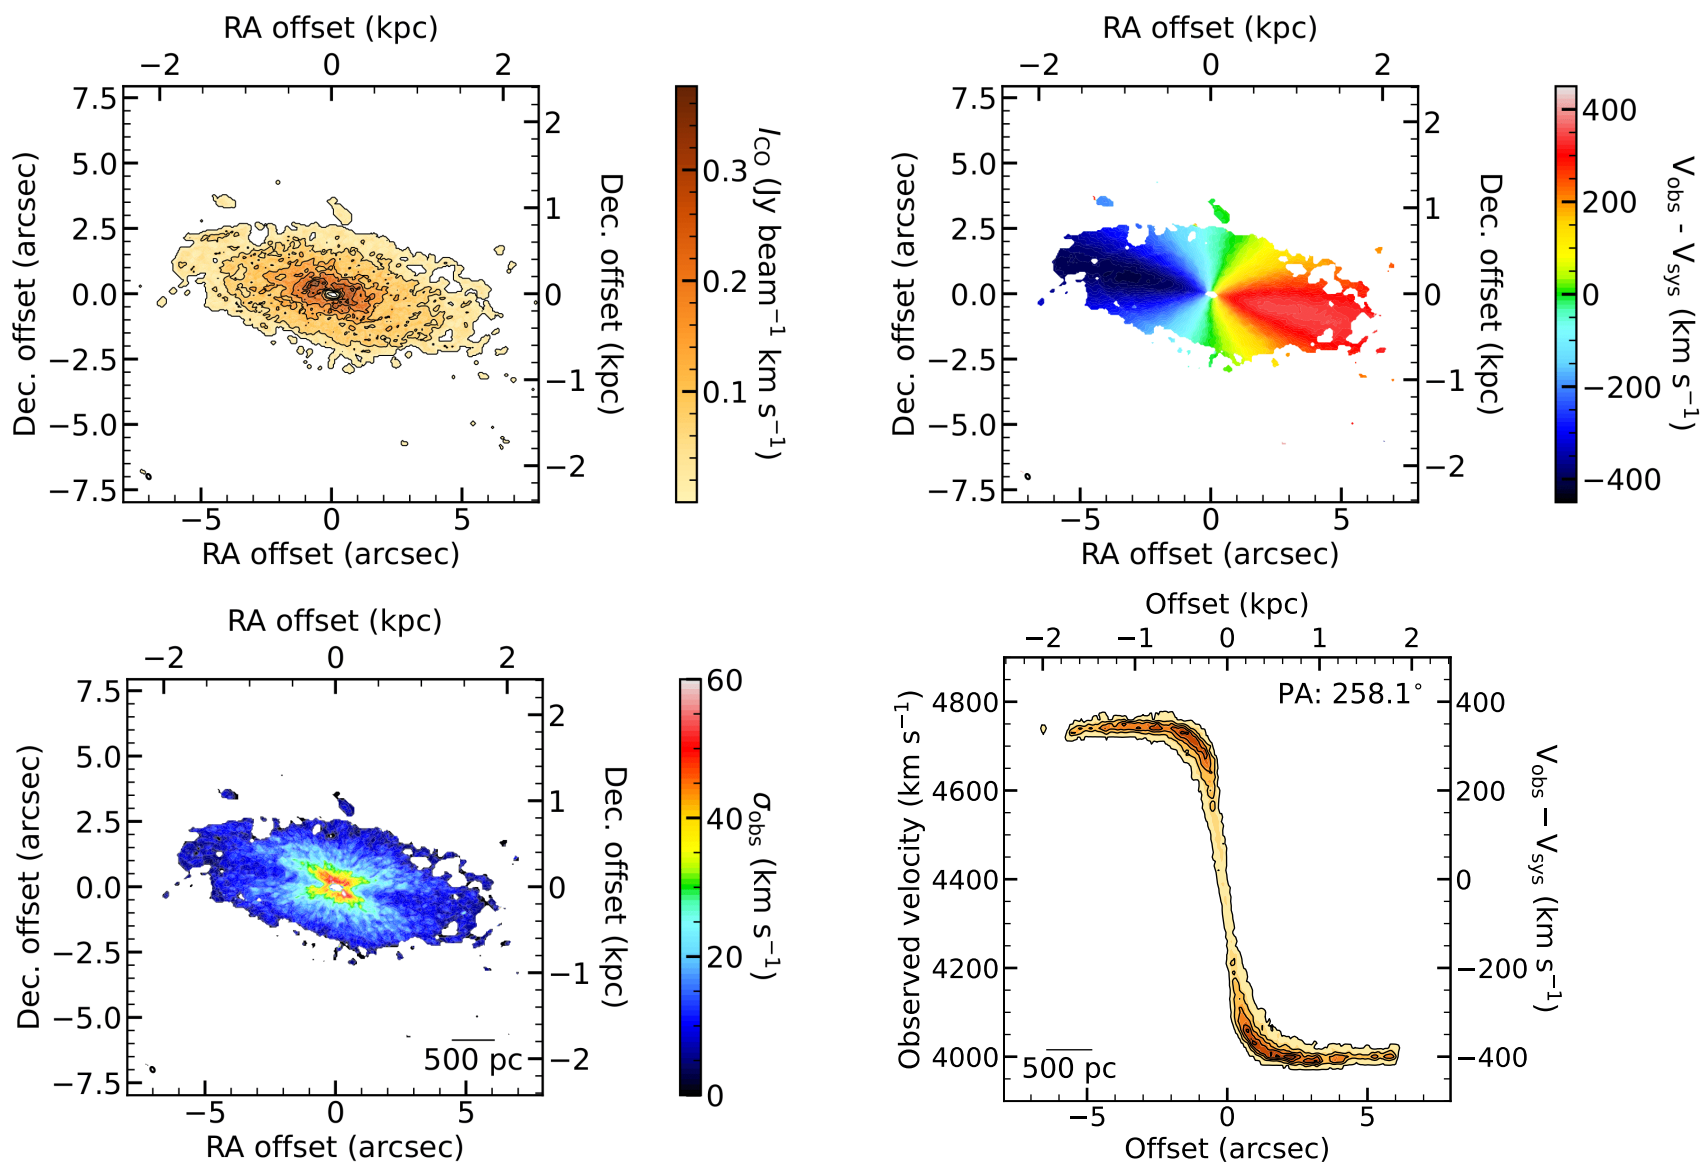 RA offset (kpc)
−2 0 2
7.5
5.0
2.5
0.0
−2.5
−5.0
−7.5
Dec. offset (arcsec)
2
1
0
−1
−2
Dec. offset (kpc)
−5 0 5
RA offset (arcsec)
0.3
0.2
0.1
I_CO (Jy beam⁻¹ km s⁻¹)
RA offset (kpc)
−2 0 2
7.5
5.0
2.5
0.0
−2.5
−5.0
−7.5
Dec. offset (arcsec)
2
1
0
−1
−2
Dec. offset (kpc)
−5 0 5
RA offset (arcsec)
400
200
0
−200
−400
V_obs - V_sys (km s⁻¹)
RA offset (kpc)
−2 0 2
7.5
5.0
2.5
0.0
−2.5
−5.0
−7.5
Dec. offset (arcsec)
2
1
0
−1
−2
Dec. offset (kpc)
500 pc
−5 0 5
RA offset (arcsec)
60
40
20
0
σ_obs (km s⁻¹)
Offset (kpc)
−2 −1 0 1 2
PA: 258.1°
4800
4600
4400
4200
4000
Observed velocity (km s⁻¹)
400
200
0
−200
−400
V_obs − V_sys (km s⁻¹)
500 pc
−5 0 5
Offset (arcsec)